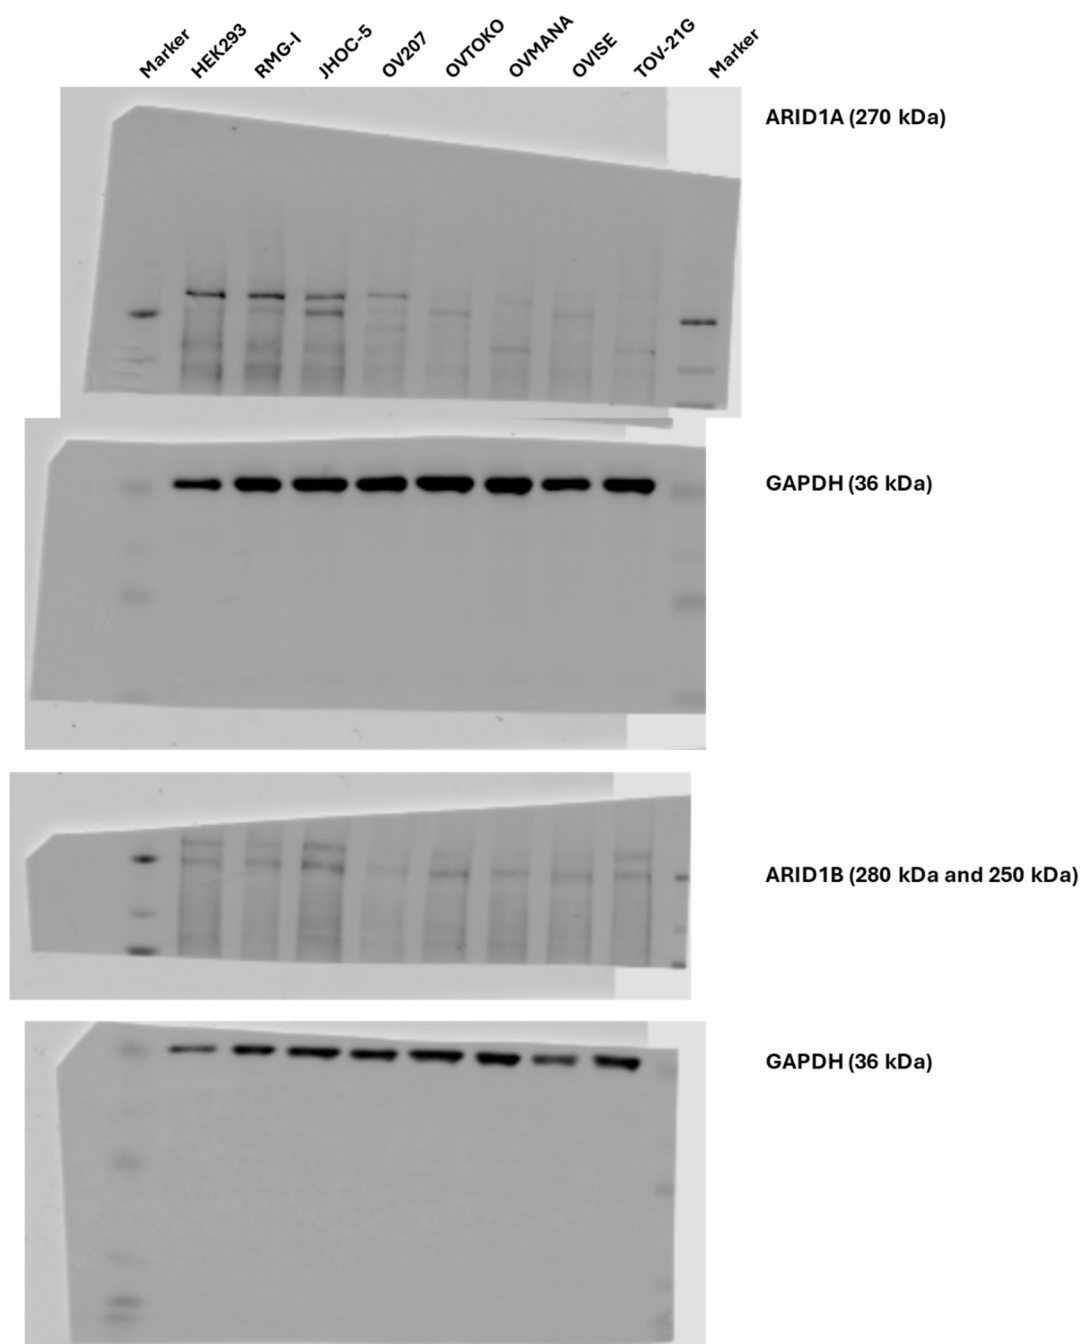 Marker
HEK293
RMG-I
JHOC-5
OV207
OVTOKO
OVMANA
OVISE
TOV-21G
Marker
ARID1A (270 kDa)
GAPDH (36 kDa)
ARID1B (280 kDa and 250 kDa)
GAPDH (36 kDa)